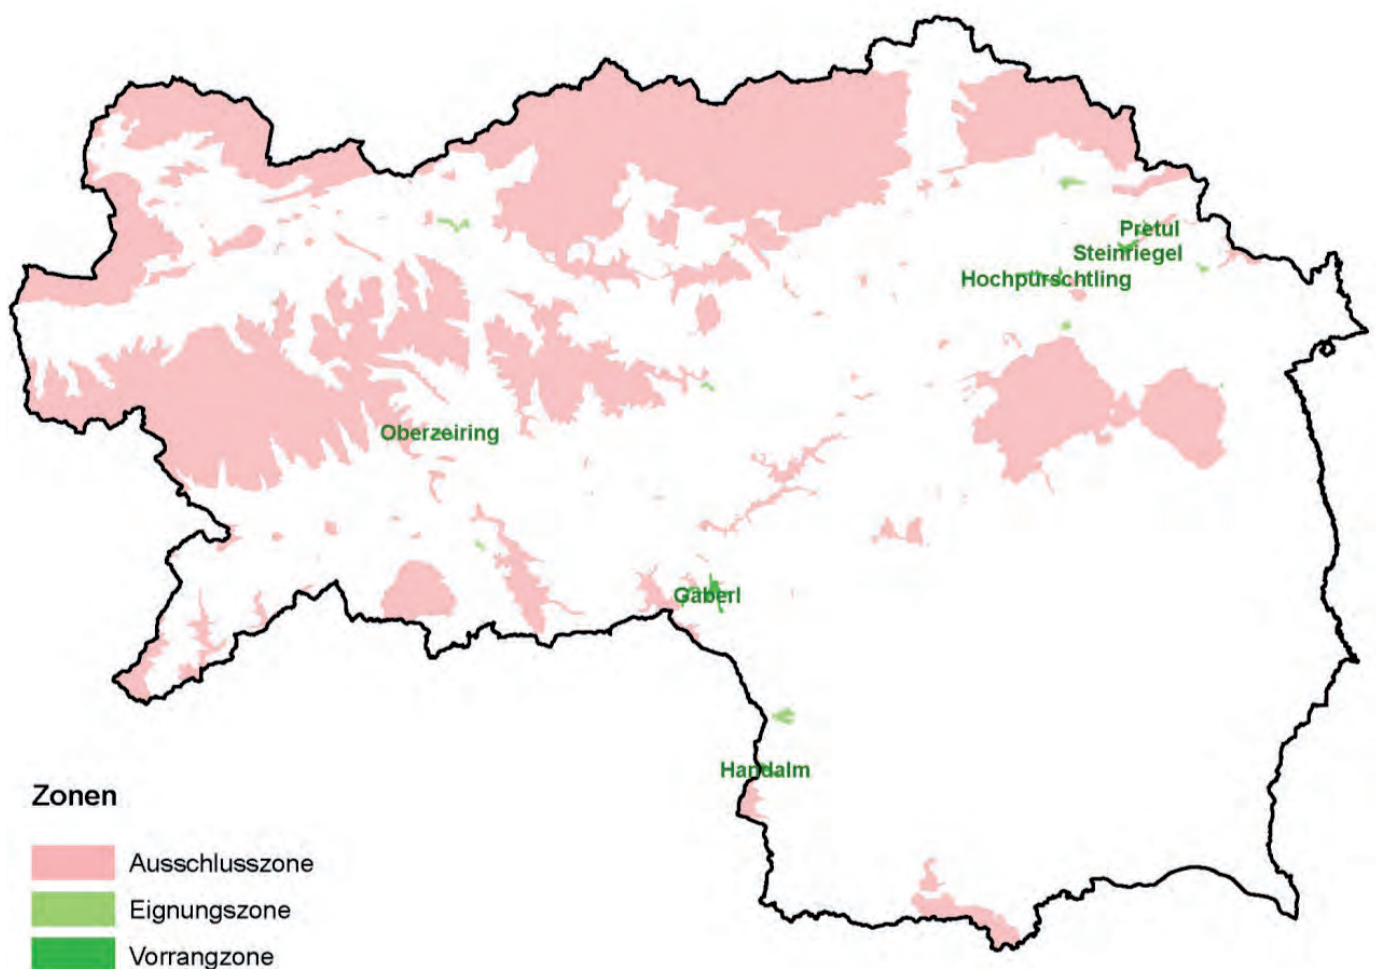 Pretul
Steinriegel
Hochpürschtling
Oberzeiring
Gaberl
Handalm
Zonen
Ausschlusszone
Eignungszone
Vorrangzone